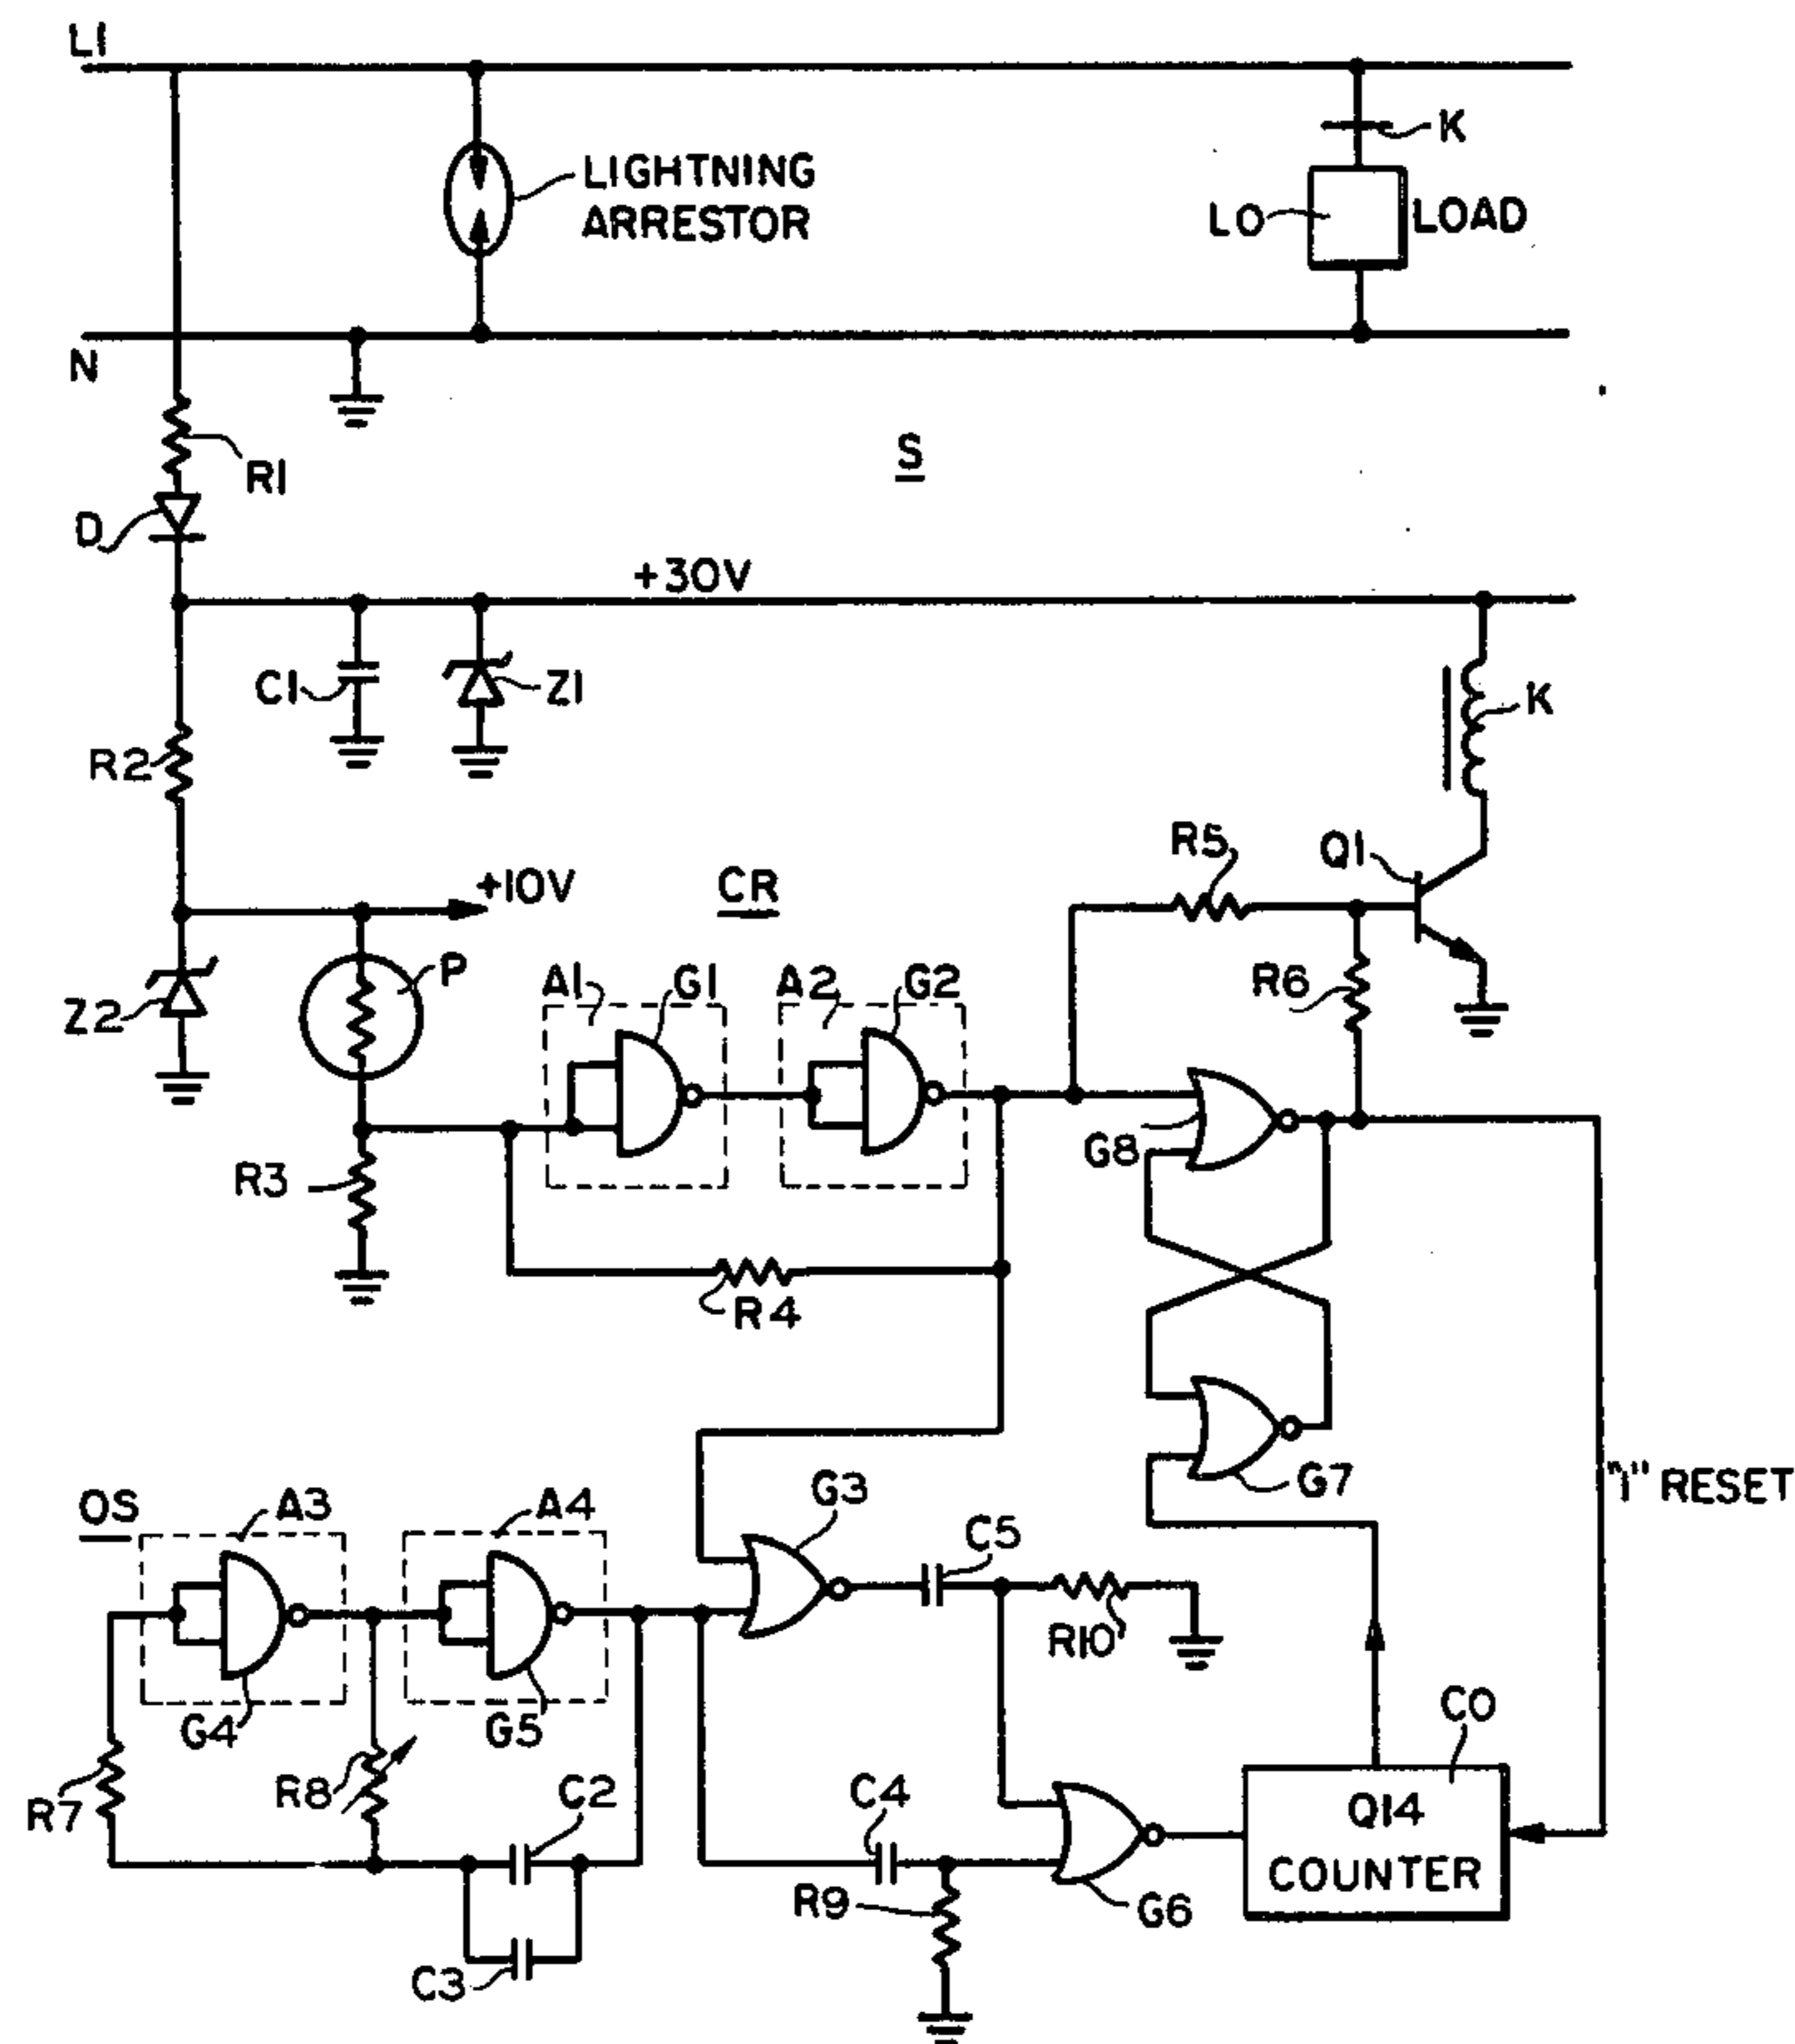 L1
LIGHTNING
ARRESTOR
K
LO
LOAD
N
R1
S
D
+30V
C1
Z1
K
R2
R5
Q1
+10V
CR
P
A1
G1
A2
G2
R6
Z2
G8
R3
R4
"1" RESET
G7
OS
A3
A4
G3
C5
R10
G4
G5
CO
R7
R8
C2
C4
Q14
COUNTER
R9
G6
C3